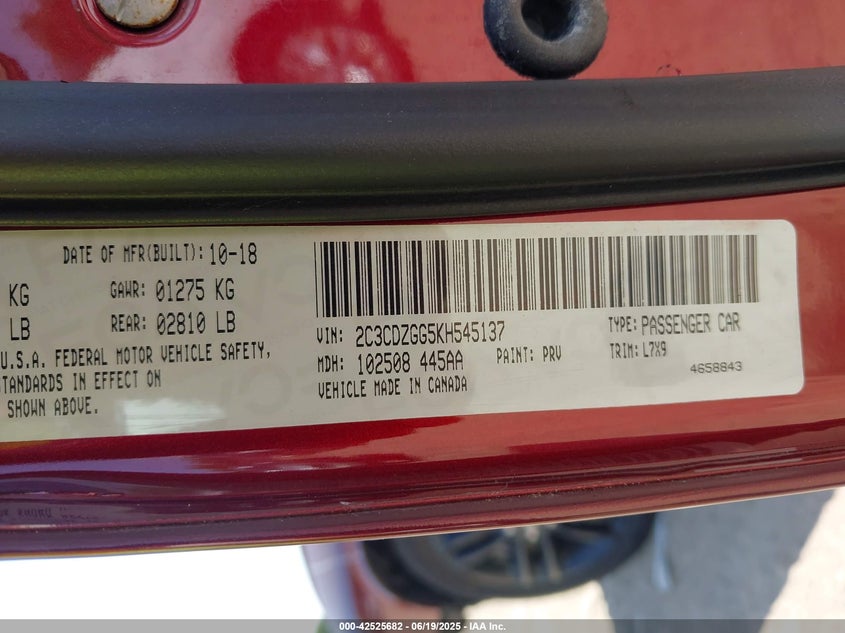 DATE OF MFR(BUILT): 10-18
KG GAWR: 01275 KG
LB REAR: 02810 LB
U.S.A. FEDERAL MOTOR VEHICLE SAFETY,
STANDARDS IN EFFECT ON
SHOWN ABOVE.
VIN: 2C3CDZGG5KH545137 TYPE: PASSENGER CAR
MDH: 102508 445AA PAINT: PRV TRIM: L7X9
VEHICLE MADE IN CANADA 4658843
000-42525682 - 06/19/2025 - IAA Inc.